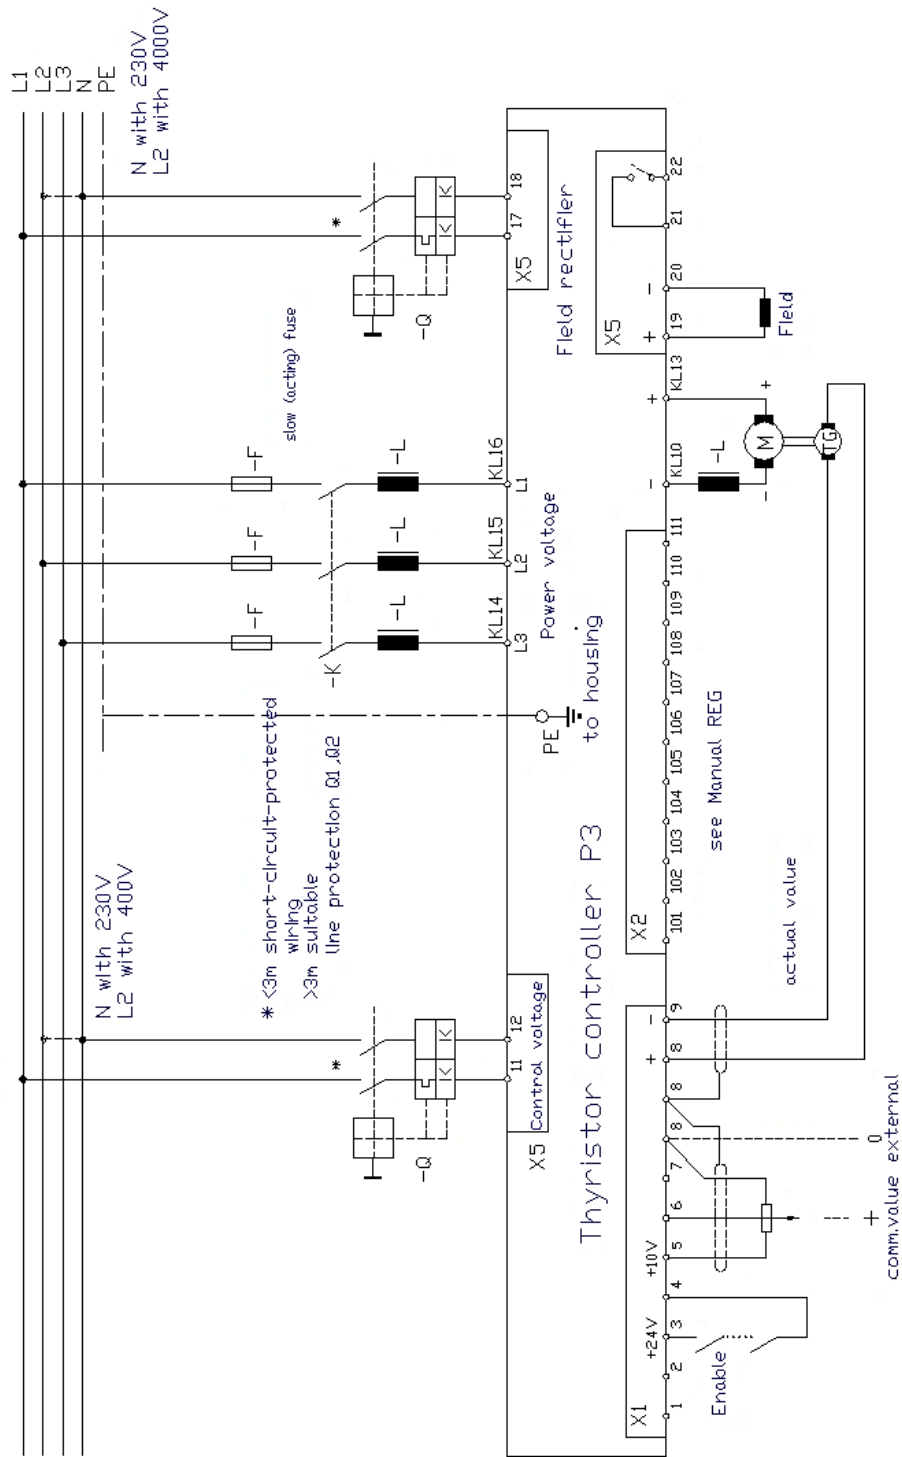 L1
L2
L3
N
PE
N with 230V
L2 with 400V
N with 230V
L2 with 4000V
* <3m short-circuit-protected
wiring
>3m suitable
line protection Q1,Q2
slow (acting) fuse
-F
-F
-F
-K
-L
-L
-L
*
-Q
*
-Q
X5
11
12
Control voltage
KL14
KL15
KL16
L3
L2
L1
Power voltage
PE
to housing
X5
17
18
Field rectifier
Thyristor controller P3
X1
+24V
+10V
+
-
1
2
3
4
5
6
7
8
8
8
9
X2
101
102
103
104
105
106
107
108
109
110
111
see Manual REG
-
+
KL10
KL13
X5
+
-
19
20
21
22
Enable
-L
-
+
M
TG
Field
actual value
+
0
comm.value external